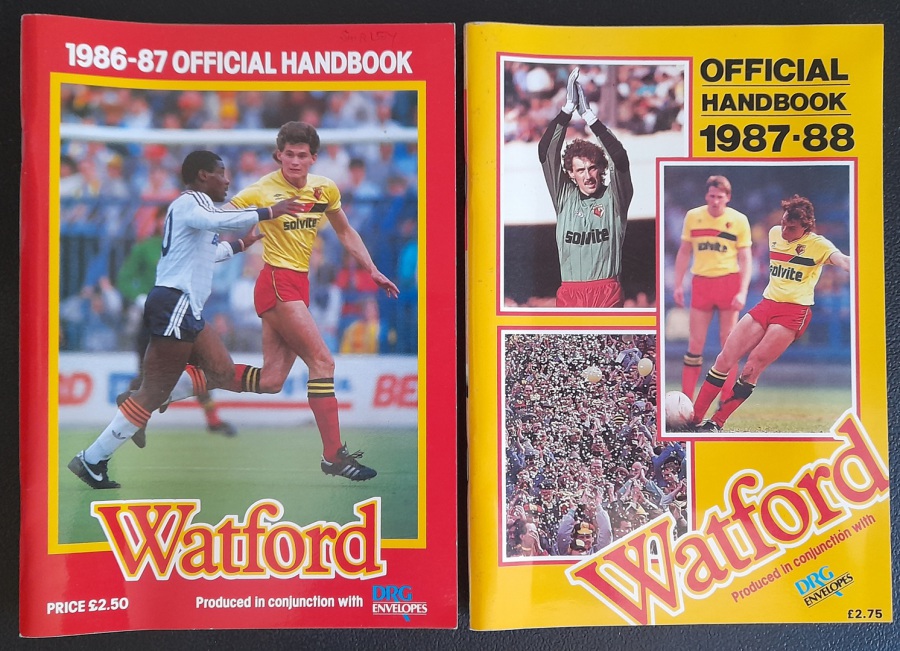 1986-87 OFFICIAL HANDBOOK
solvite
Watford
PRICE £2.50
Produced in conjunction with
DRG
ENVELOPES
OFFICIAL
HANDBOOK
1987-88
solvite
solvite
solvite
Watford
Produced in conjunction with
DRG
ENVELOPES
£2.75